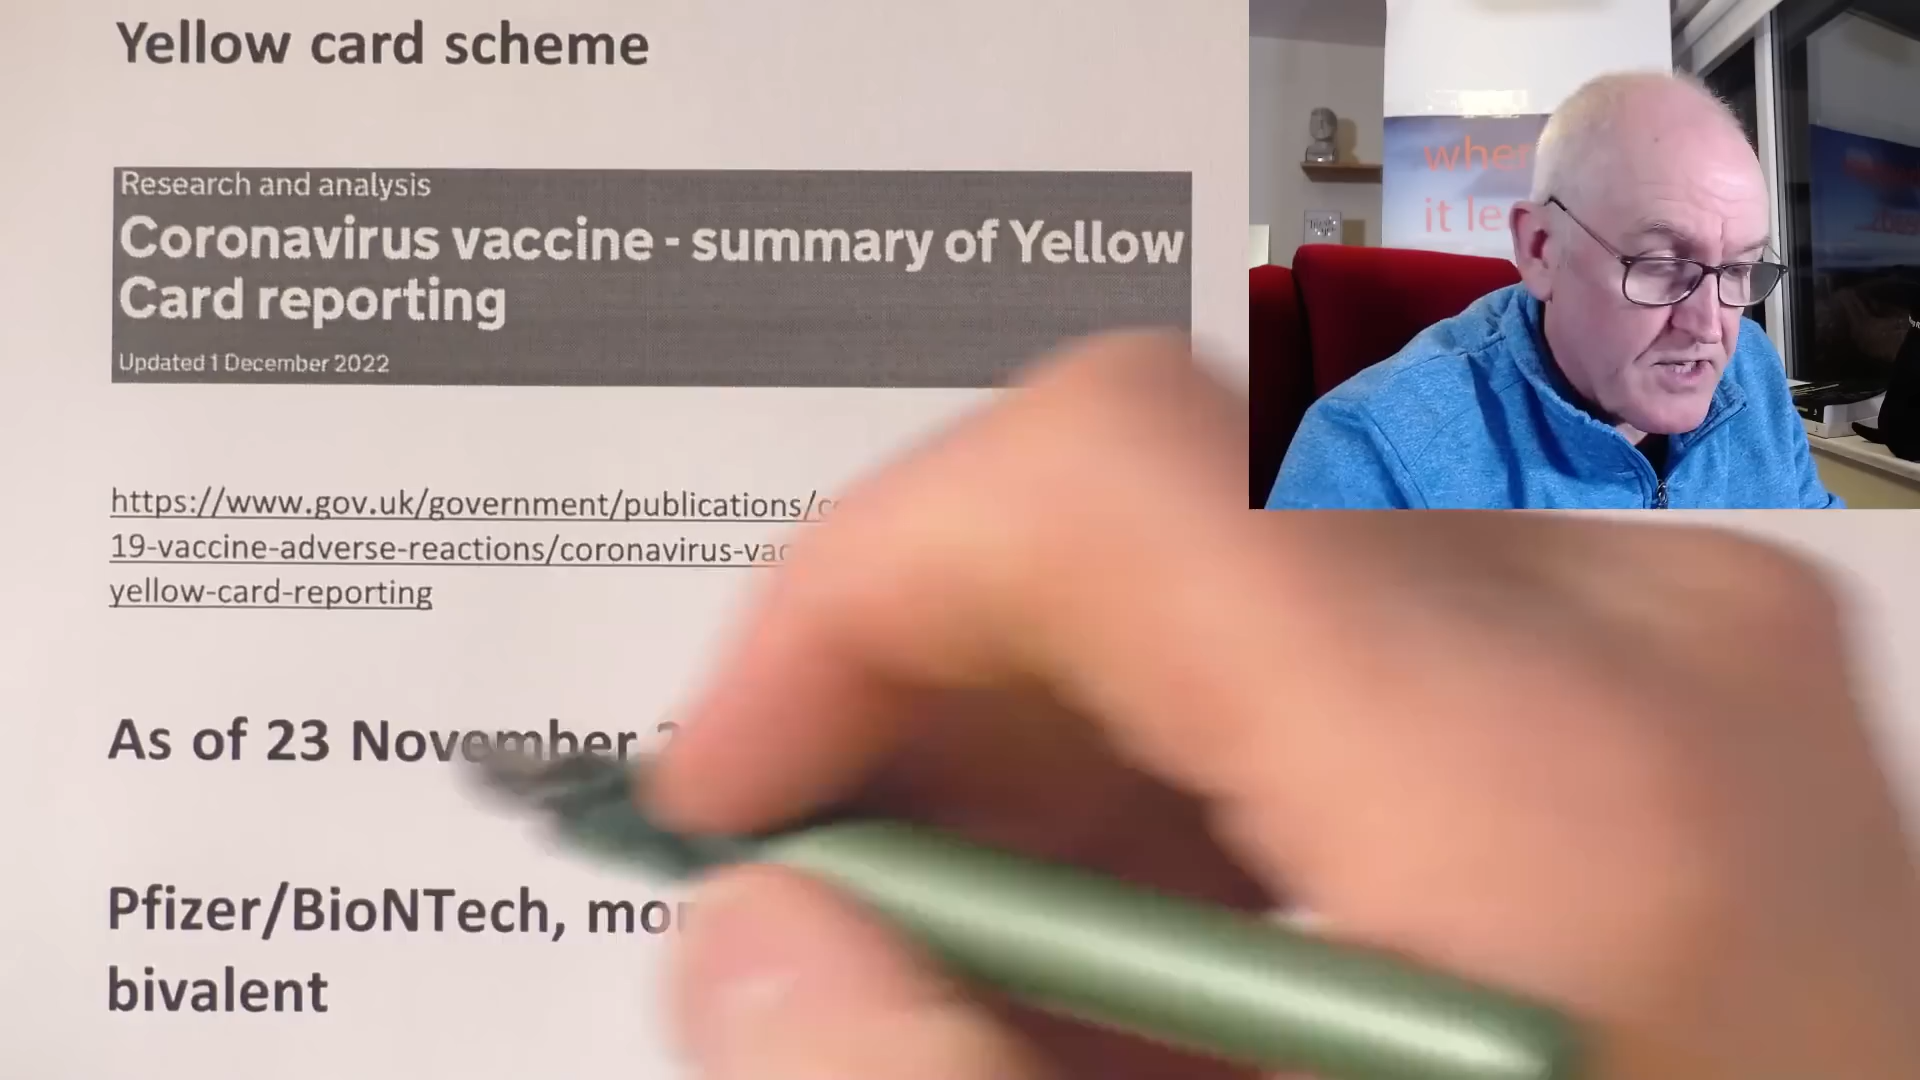 Yellow card scheme
Research and analysis
Coronavirus vaccine - summary of Yellow
Card reporting
Updated 1 December 2022
https://www.gov.uk/government/publications/
19-vaccine-adverse-reactions/coronavirus-vac
yellow-card-reporting
As of 23 November
Pfizer/BioNTech,
bivalent
it